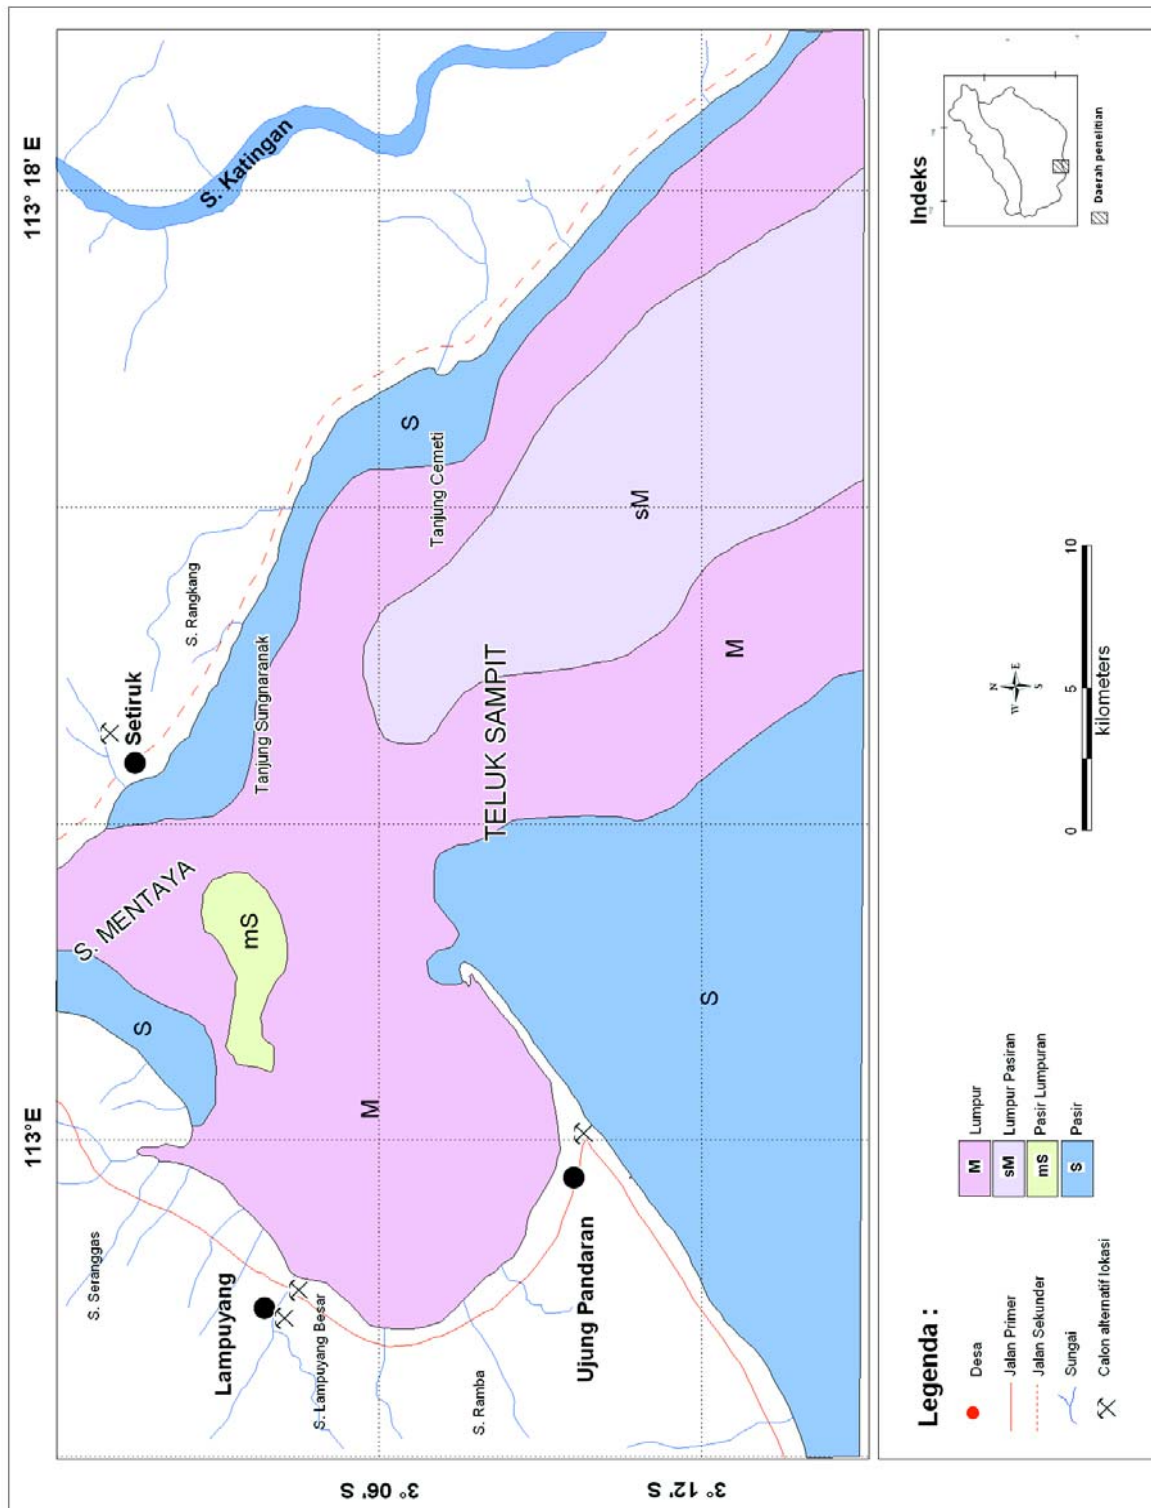 113° E
113° 18' E
3° 06' S
3° 12' S
S. Seranggas
Lampuyang
S. Lampuyang Besar
S. Ramba
Ujung Pandaran
S. MENTAYA
S
mS
M
S
Setiruk
S. Rangkang
Tanjung Sungnaranak
TELUK SAMPIT
Tanjung Cemeti
S
sM
M
S. Katingan
Legenda :
Desa
Jalan Primer
Jalan Sekunder
Sungai
Calon alternatif lokasi
M Lumpur
sM Lumpur Pasiran
mS Pasir Lumpuran
S Pasir
N
W E
S
0 5 10
kilometers
Indeks
Daerah penelitian